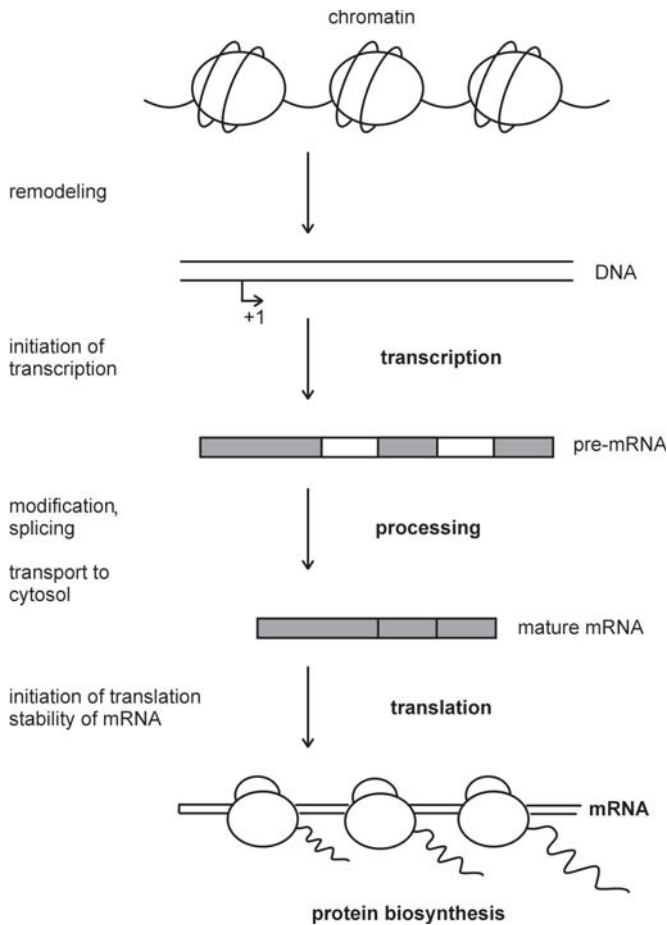 chromatin
remodeling
DNA
+1
initiation of
transcription
transcription
pre-mRNA
modification,
splicing
processing
transport to
cytosol
mature mRNA
initiation of translation
stability of mRNA
translation
mRNA
protein biosynthesis